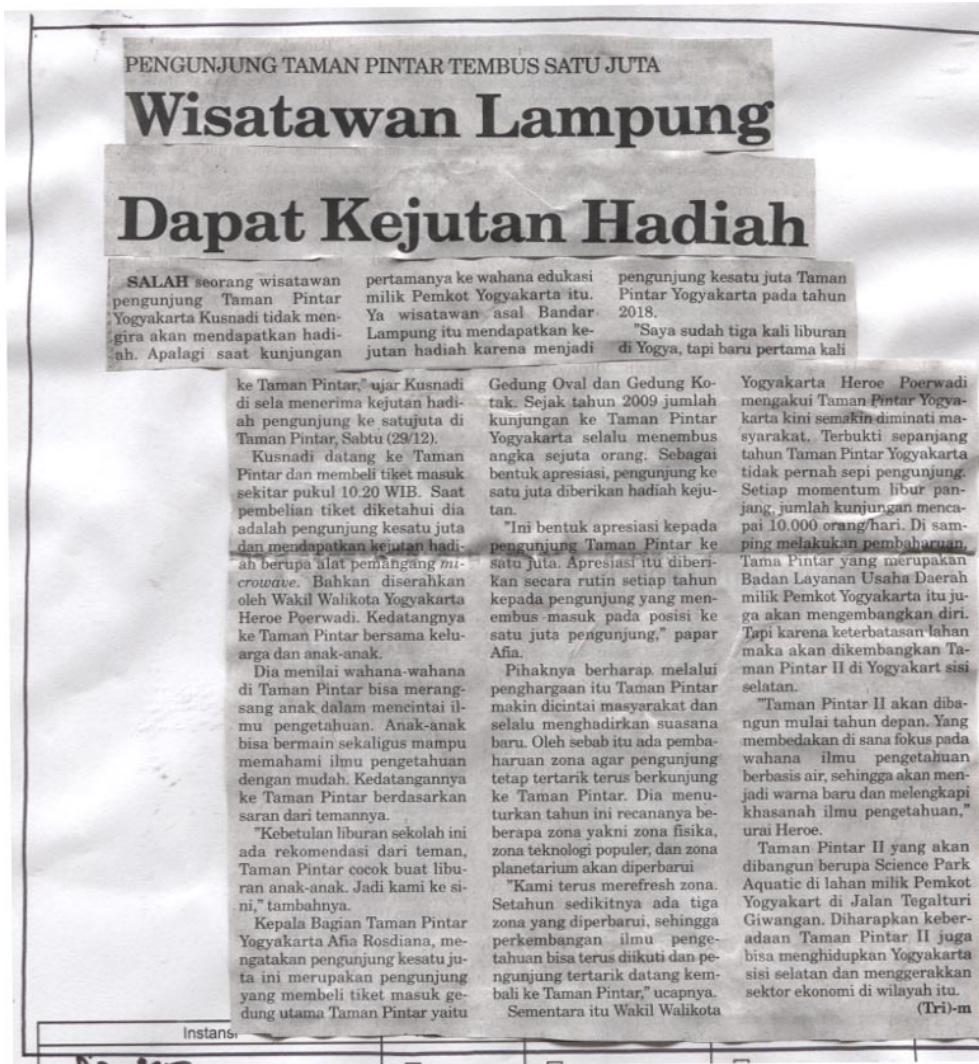 PENGUNJUNG TAMAN PINTAR TEMBUS SATU JUTA
Wisatawan Lampung
Dapat Kejutan Hadiah
SALAH seorang wisatawan
pengunjung Taman Pintar
Yogyakarta Kusnadi tidak men-
gira akan mendapatkan hadi-
ah. Apalagi saat kunjungan
pertamanya ke wahana edukasi
milik Pemkot Yogyakarta itu.
Ya wisatawan asal Bandar
Lampung itu mendapatkan ke-
jutan hadiah karena menjadi
pengunjung kesatu juta Taman
Pintar Yogyakarta pada tahun
2018.
"Saya sudah tiga kali liburan
di Yogya, tapi baru pertama kali
ke Taman Pintar," ujar Kusnadi
di sela menerima kejutan hadi-
ah pengunjung ke satujuta di
Taman Pintar, Sabtu (29/12).
Kusnadi datang ke Taman
Pintar dan membeli tiket masuk
sekitar pukul 10.20 WIB. Saat
pembelian tiket diketahui dia
adalah pengunjung kesatu juta
dan mendapatkan kejutan hadi-
ah berupa alat pemangang mi-
crowave. Bahkan diserahkan
oleh Wakil Walikota Yogyakarta
Heroe Poerwadi. Kedatangnya
ke Taman Pintar bersama kelu-
arga dan anak-anak.
Dia menilai wahana-wahana
di Taman Pintar bisa merang-
sang anak dalam mencintai il-
mu pengetahuan. Anak-anak
bisa bermain sekaligus mampu
memahami ilmu pengetahuan
dengan mudah. Kedatangannya
ke Taman Pintar berdasarkan
saran dari temannya.
"Kebetulan liburan sekolah ini
ada rekomendasi dari teman,
Taman Pintar cocok buat libu-
ran anak-anak. Jadi kami ke si-
ni," tambahnya.
Kepala Bagian Taman Pintar
Yogyakarta Afia Rosdiana, me-
ngatakan pengunjung kesatu ju-
ta ini merupakan pengunjung
yang membeli tiket masuk ge-
dung utama Taman Pintar yaitu
Gedung Oval dan Gedung Ko-
tak. Sejak tahun 2009 jumlah
kunjungan ke Taman Pintar
Yogyakarta selalu menembus
angka sejuta orang. Sebagai
bentuk apresiasi, pengunjung ke
satu juta diberikan hadiah keju-
tan.
"Ini bentuk apresiasi kepada
pengunjung Taman Pintar ke
satu juta. Apresiasi itu diberi-
kan secara rutin setiap tahun
kepada pengunjung yang men-
embus masuk pada posisi ke
satu juta pengunjung," papar
Afia.
Pihaknya berharap melalui
penghargaan itu Taman Pintar
makin dicintai masyarakat dan
selalu menghadirkan suasana
baru. Oleh sebab itu ada pemba-
haruan zona agar pengunjung
tetap tertarik terus berkunjung
ke Taman Pintar. Dia menu-
turkan tahun ini recananya be-
berapa zona yakni zona fisika,
zona teknologi populer, dan zona
planetarium akan diperbarui
"Kami terus merefresh zona.
Setahun sedikitnya ada tiga
zona yang diperbarui, sehingga
perkembangan ilmu penge-
tahuan bisa terus diikuti dan pe-
ngunjung tertarik datang kem-
bali ke Taman Pintar," ucapnya.
Sementara itu Wakil Walikota
Yogyakarta Heroe Poerwadi
mengakui Taman Pintar Yogya-
karta kini semakin diminati ma-
syarakat. Terbukti sepanjang
tahun Taman Pintar Yogyakarta
tidak pernah sepi pengunjung.
Setiap momentum libur pan-
jang, jumlah kunjungan menca-
pai 10.000 orang/hari. Di sam-
ping melakukan pembaharuan,
Tama Pintar yang merupakan
Badan Layanan Usaha Daerah
milik Pemkot Yogyakarta itu ju-
ga akan mengembangkan diri.
Tapi karena keterbatasan lahan
maka akan dikembangkan Ta-
man Pintar II di Yogyakart sisi
selatan.
"Taman Pintar II akan diba-
ngun mulai tahun depan. Yang
membedakan di sana fokus pada
wahana ilmu pengetahuan
berbasis air, sehingga akan men-
jadi warna baru dan melengkapi
khasanah ilmu pengetahuan,"
urai Heroe.
Taman Pintar II yang akan
dibangun berupa Science Park
Aquatic di lahan milik Pemkot
Yogyakart di Jalan Tegalturi
Giwangan. Diharapkan keber-
adaan Taman Pintar II juga
bisa menghidupkan Yogyakarta
sisi selatan dan menggerakkan
sektor ekonomi di wilayah itu.
(Tri)-m
Instansi